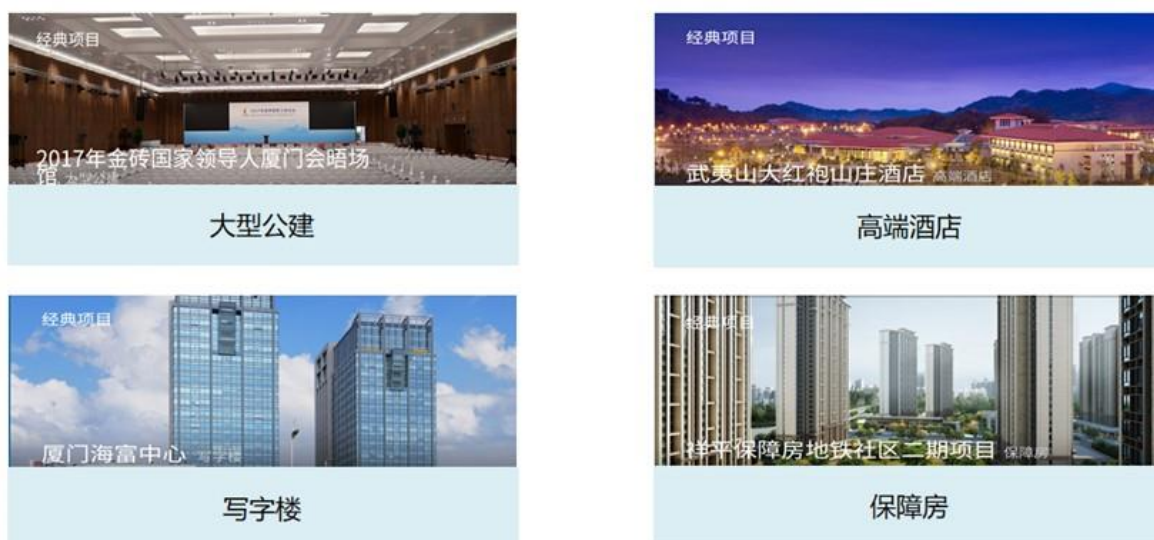 经典项目
2017年金砖国家领导人厦门会晤场
馆 大型公建
大型公建
经典项目
武夷山大红袍山庄酒店 高端酒店
高端酒店
经典项目
厦门海富中心 写字楼
写字楼
经典项目
祥平保障房地铁社区二期项目 保障房
保障房